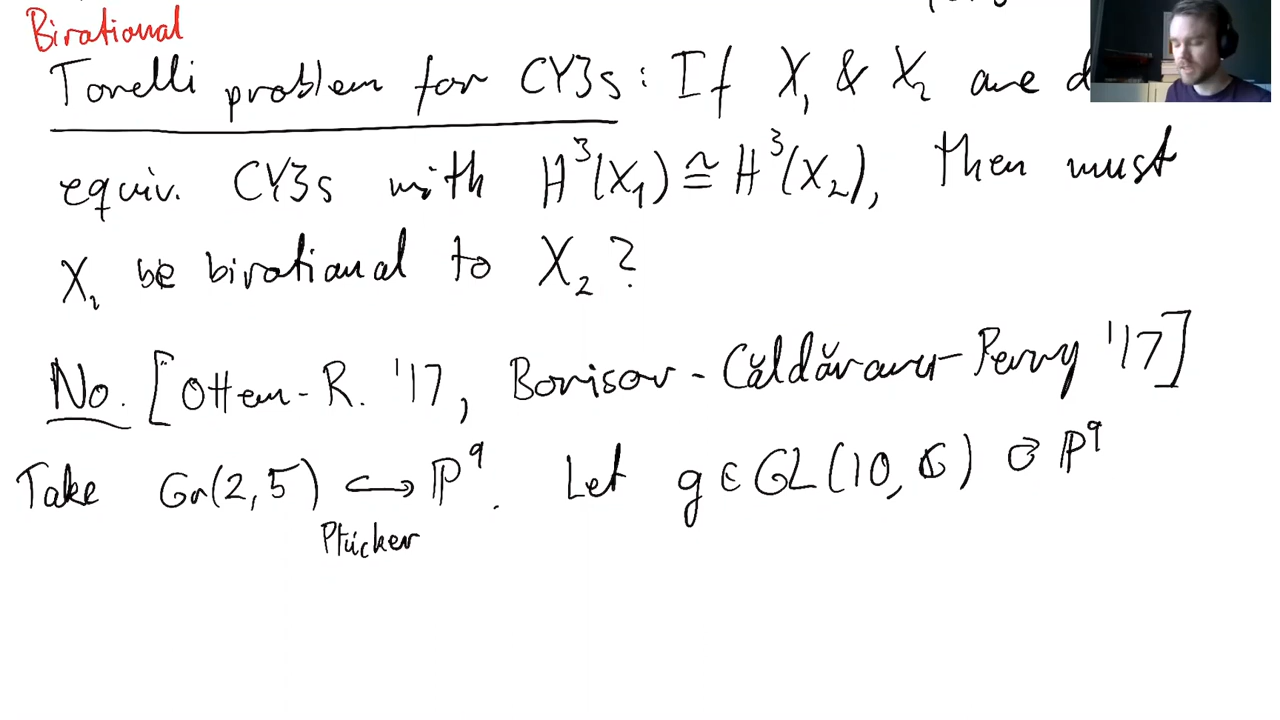 Birational
Torelli problem for CY3s : If X₁ & X₂ are d
equiv. CY3s with H³(X₁) ≅ H³(X₂), then must
X₁ be birational to X₂ ?
No. [Ottem - R. '17, Borisov - Căldăraru - Perry '17]
Take Gr(2,5) ↪ ℙ⁹. Let g ∈ GL(10, ℂ) ↻ ℙ⁹
Plücker